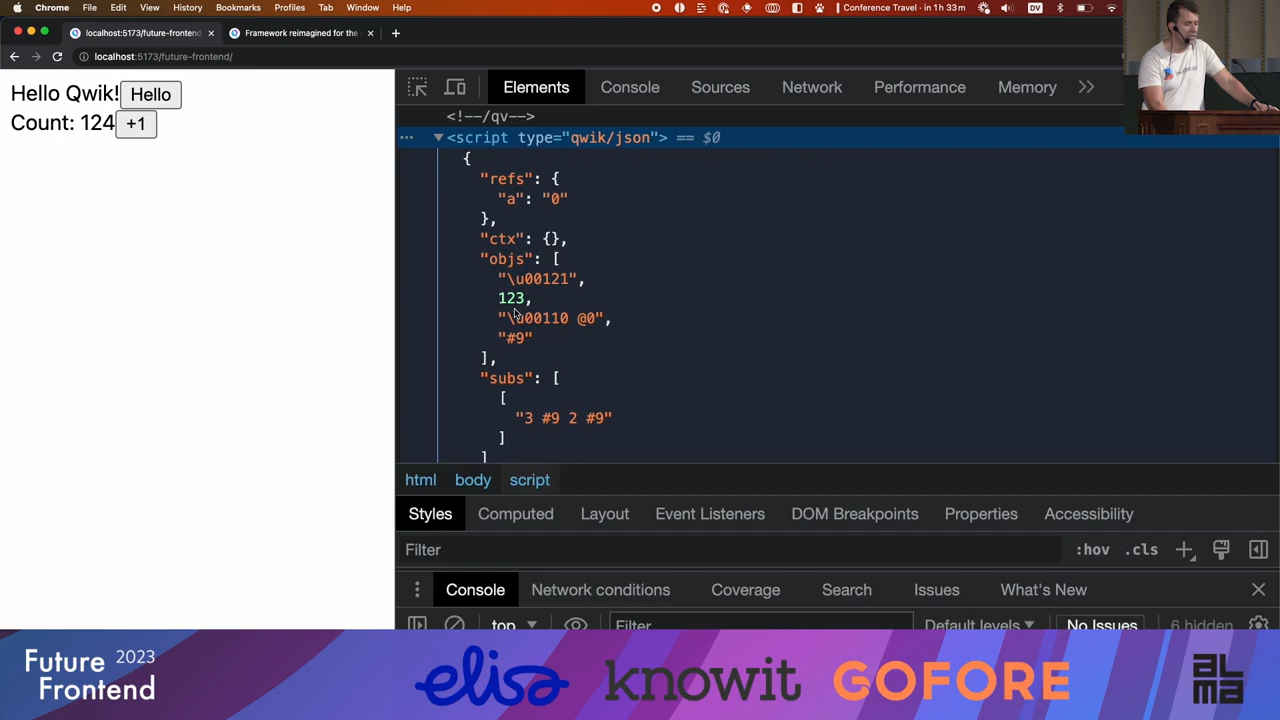 Chrome File Edit View History Bookmarks Profiles Tab Window Help Conference Travel • in 1 h 33 m DV
localhost:5173/future-frontend Framework reimagined for the
localhost:5173/future-frontend/
Hello Qwik! Hello
Count: 124 +1
Elements Console Sources Network Performance Memory
<!--/qv-->
<script type="qwik/json"> == $0
{
"refs": {
"a": "0"
},
"ctx": {},
"objs": [
"\u00121",
123,
"\u00110 @0",
"#9"
],
"subs": [
[
"3 #9 2 #9"
]
]
html body script
Styles Computed Layout Event Listeners DOM Breakpoints Properties Accessibility
Filter :hov .cls
Console Network conditions Coverage Search Issues What's New
top Filter Default levels No Issues 6 hidden
Future 2023
Frontend
elisa knowit GOFORE ALMA